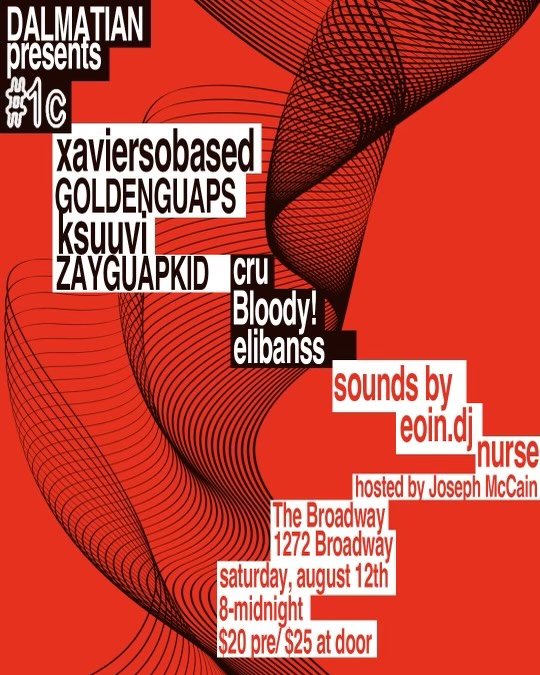 DALMATIAN
presents
#1c
xaviersobased
GOLDENGUAPS
ksuuvi
ZAYGUAPKID
cru
Bloody!
elibanss
sounds by
eoin.dj
nurse
hosted by Joseph McCain
The Broadway
1272 Broadway
saturday, august 12th
8-midnight
$20 pre/ $25 at door